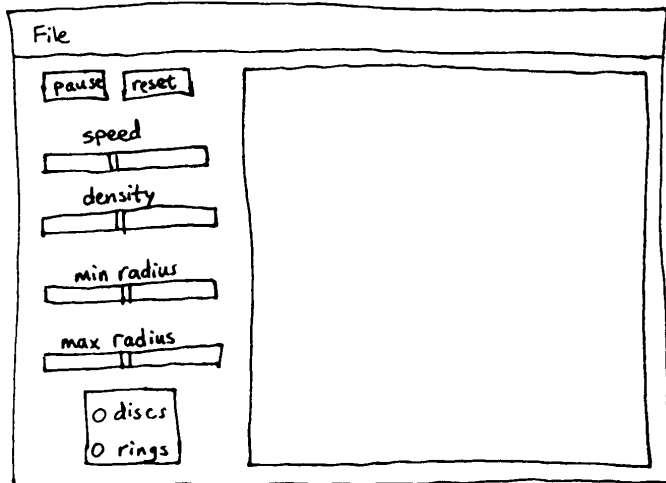 File
pause reset
speed
density
min radius
max radius
discs
rings